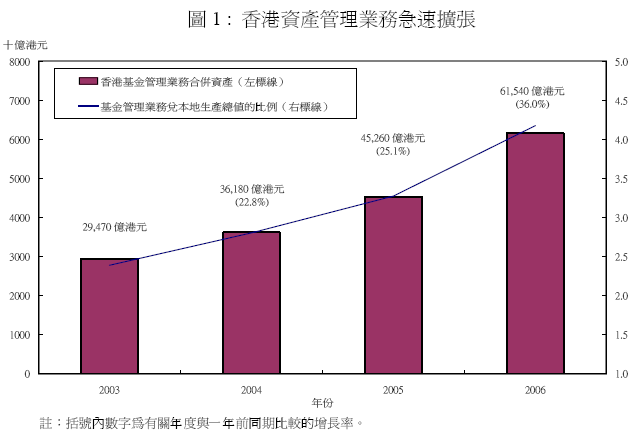 圖 1 : 香港資產管理業務急速擴張
十億港元
8000
7000
6000
5000
4000
3000
2000
1000
0
5.0
4.5
4.0
3.5
3.0
2.5
2.0
1.5
1.0
香港基金管理業務合併資產（左標線）
基金管理業務兌本地生產總值的比例（右標線）
29,470 億港元
36,180 億港元
(22.8%)
45,260 億港元
(25.1%)
61,540 億港元
(36.0%)
2003
2004
2005
2006
年份
註：括號內數字爲有關年度與一年前同期比較的增長率。